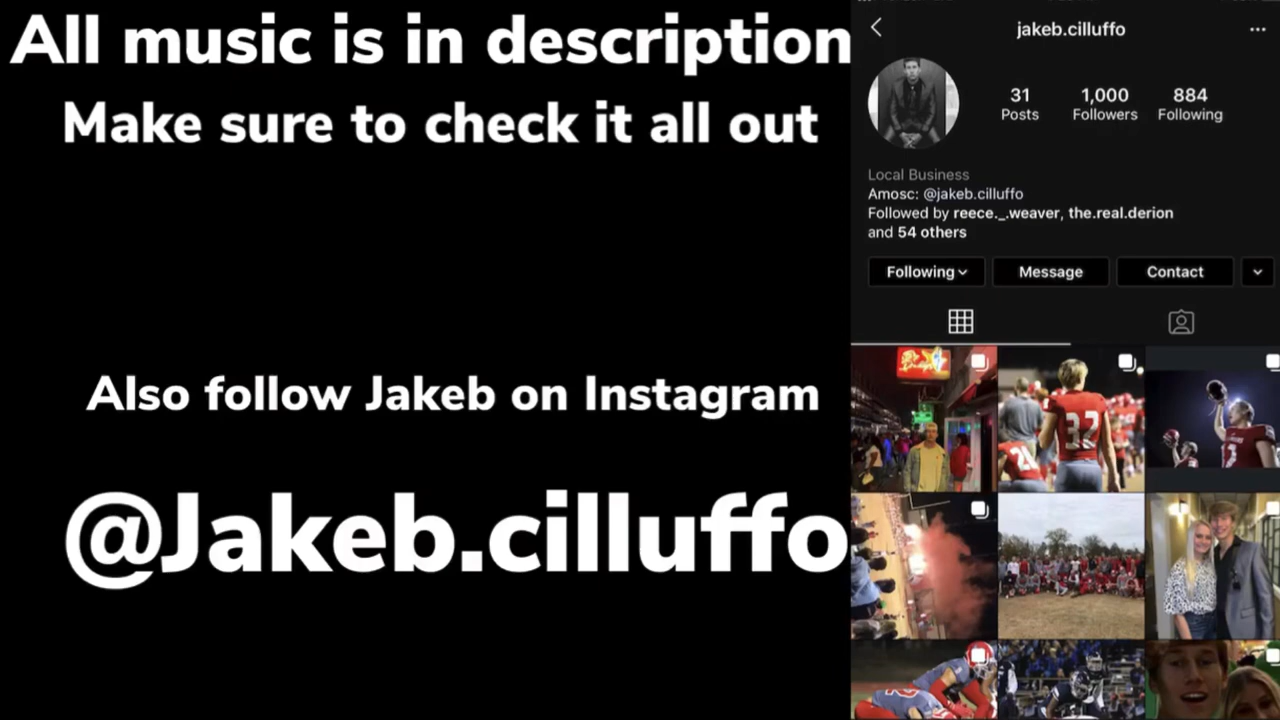 All music is in description
Make sure to check it all out
Also follow Jakeb on Instagram
@Jakeb.cilluffo
jakeb.cilluffo
31
Posts
1,000
Followers
884
Following
Local Business
Amosc: @jakeb.cilluffo
Followed by reece._.weaver, the.real.derion
and 54 others
Following
Message
Contact
32